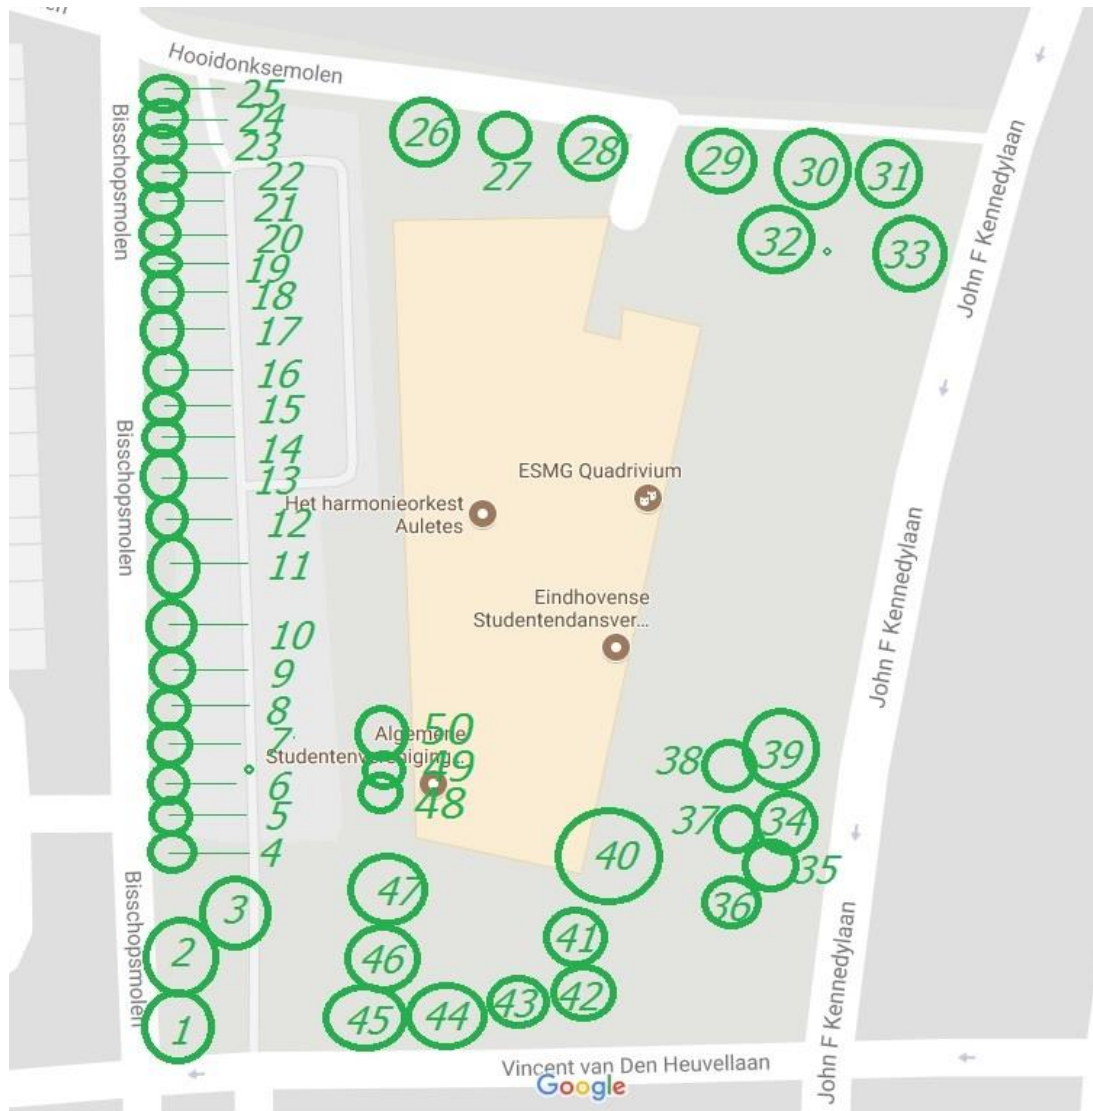 en
Hooidonksemolen
25
24
23
22
21
20
19
18
17
16
15
14
13
12
11
10
9
8
7
6
5
4
3
2
1
Bisschopsmolen
Bisschopsmolen
Bisschopsmolen
26
27
28
29
30
31
32
33
John F Kennedylaan
John F Kennedylaan
John F Kennedylaan
ESMG Quadrivium
Het harmonieorkest
Auletes
Eindhovense
Studentendansver...
50
Algemene
Studentenvereniging...
49
48
38
39
37
34
35
36
40
47
41
46
42
43
44
45
Vincent van Den Heuvellaan
Google